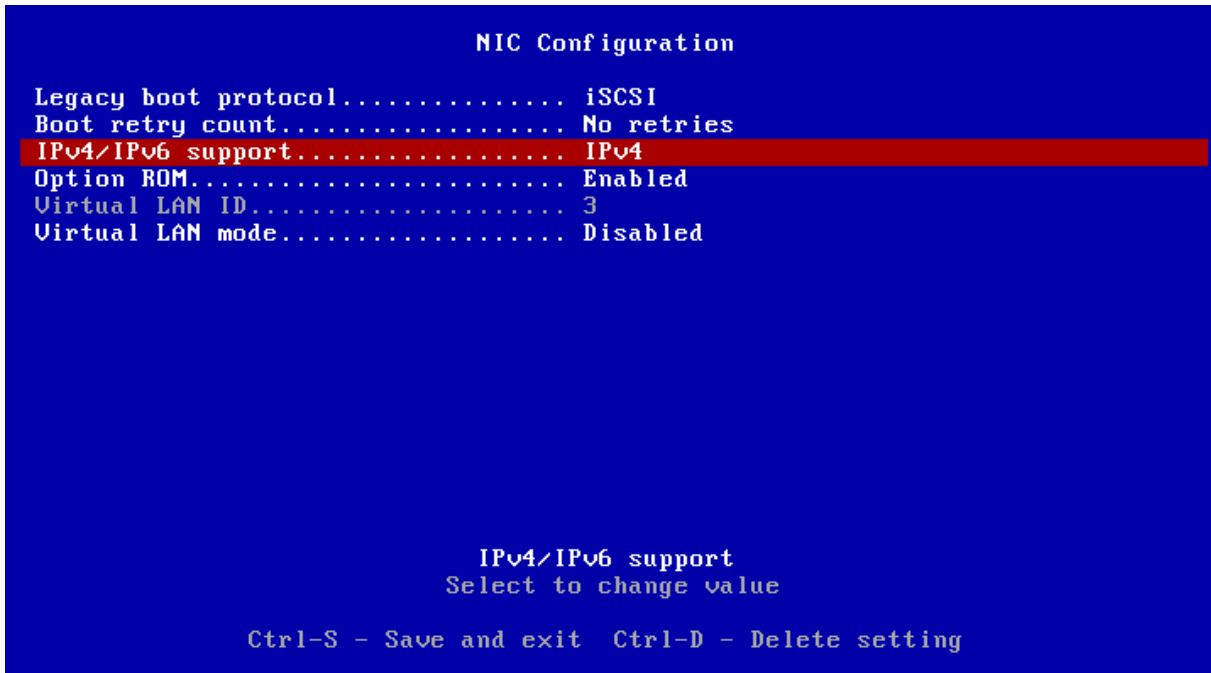 NIC Configuration
Legacy boot protocol............... iSCSI
Boot retry count................... No retries
IPv4/IPv6 support.................. IPv4
Option ROM......................... Enabled
Virtual LAN ID..................... 3
Virtual LAN mode................... Disabled
IPv4/IPv6 support
Select to change value
Ctrl-S - Save and exit  Ctrl-D - Delete setting